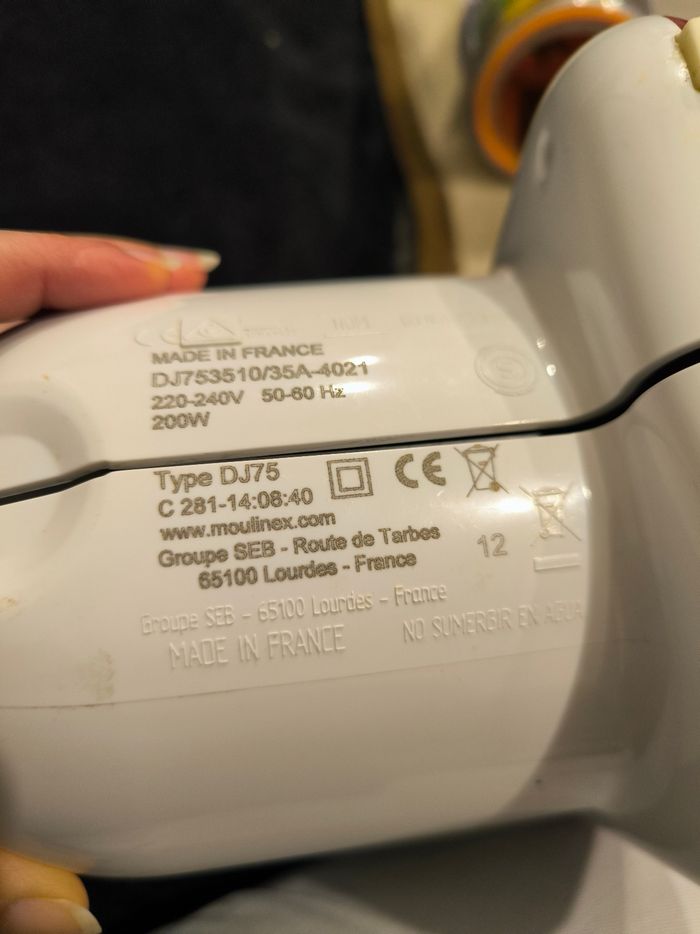 MADE IN FRANCE
DJ753510/35A-4021
220-240V 50-60 Hz
200W
Type DJ75
C 281-14:08:40
www.moulinex.com
Groupe SEB - Route de Tarbes
65100 Lourdes - France
12
Groupe SEB - 65100 Lourdes - France
MADE IN FRANCE
NO SUMERGIR EN AGUA